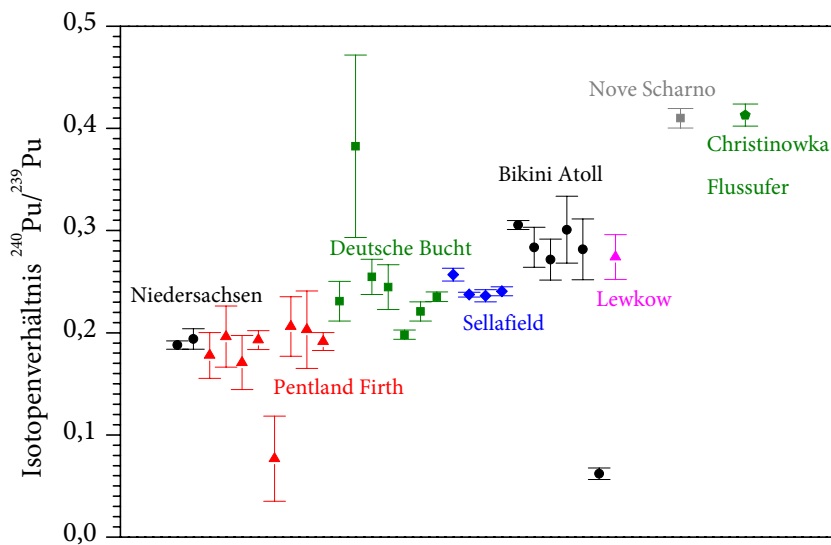 0,5
0,4
0,3
0,2
0,1
0,0
Isotopenverhältnis ²⁴⁰Pu/²³⁹Pu
Nove Scharno
Christinowka
Flussufer
Bikini Atoll
Deutsche Bucht
Niedersachsen
Lewkow
Sellafield
Pentland Firth